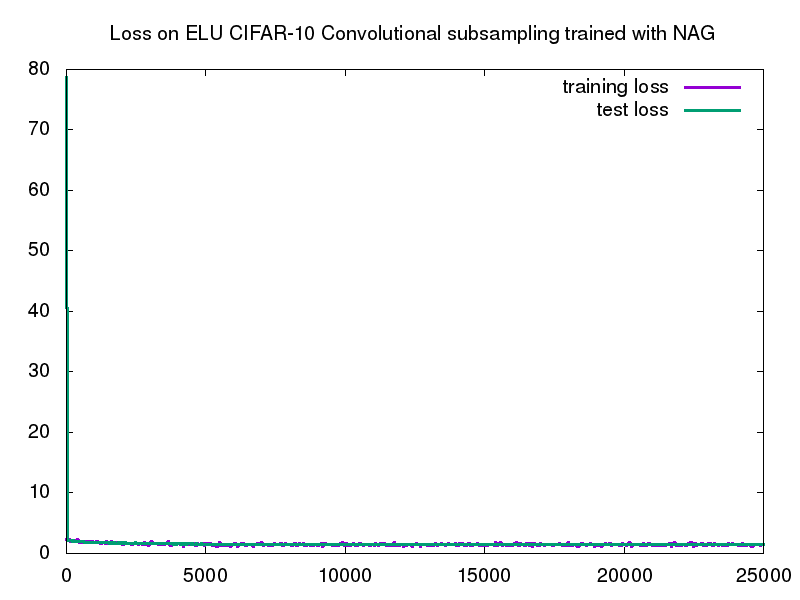 Loss on ELU CIFAR-10 Convolutional subsampling trained with NAG
80
training loss
test loss
70
60
50
40
30
20
10
0
0 5000 10000 15000 20000 25000